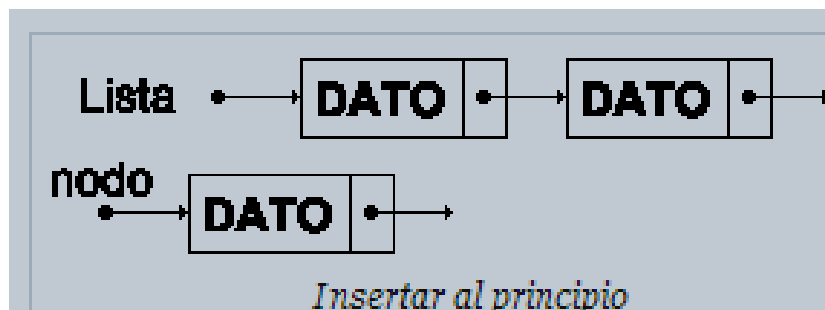 Lista DATO DATO
nodo
DATO
Insertar al principio